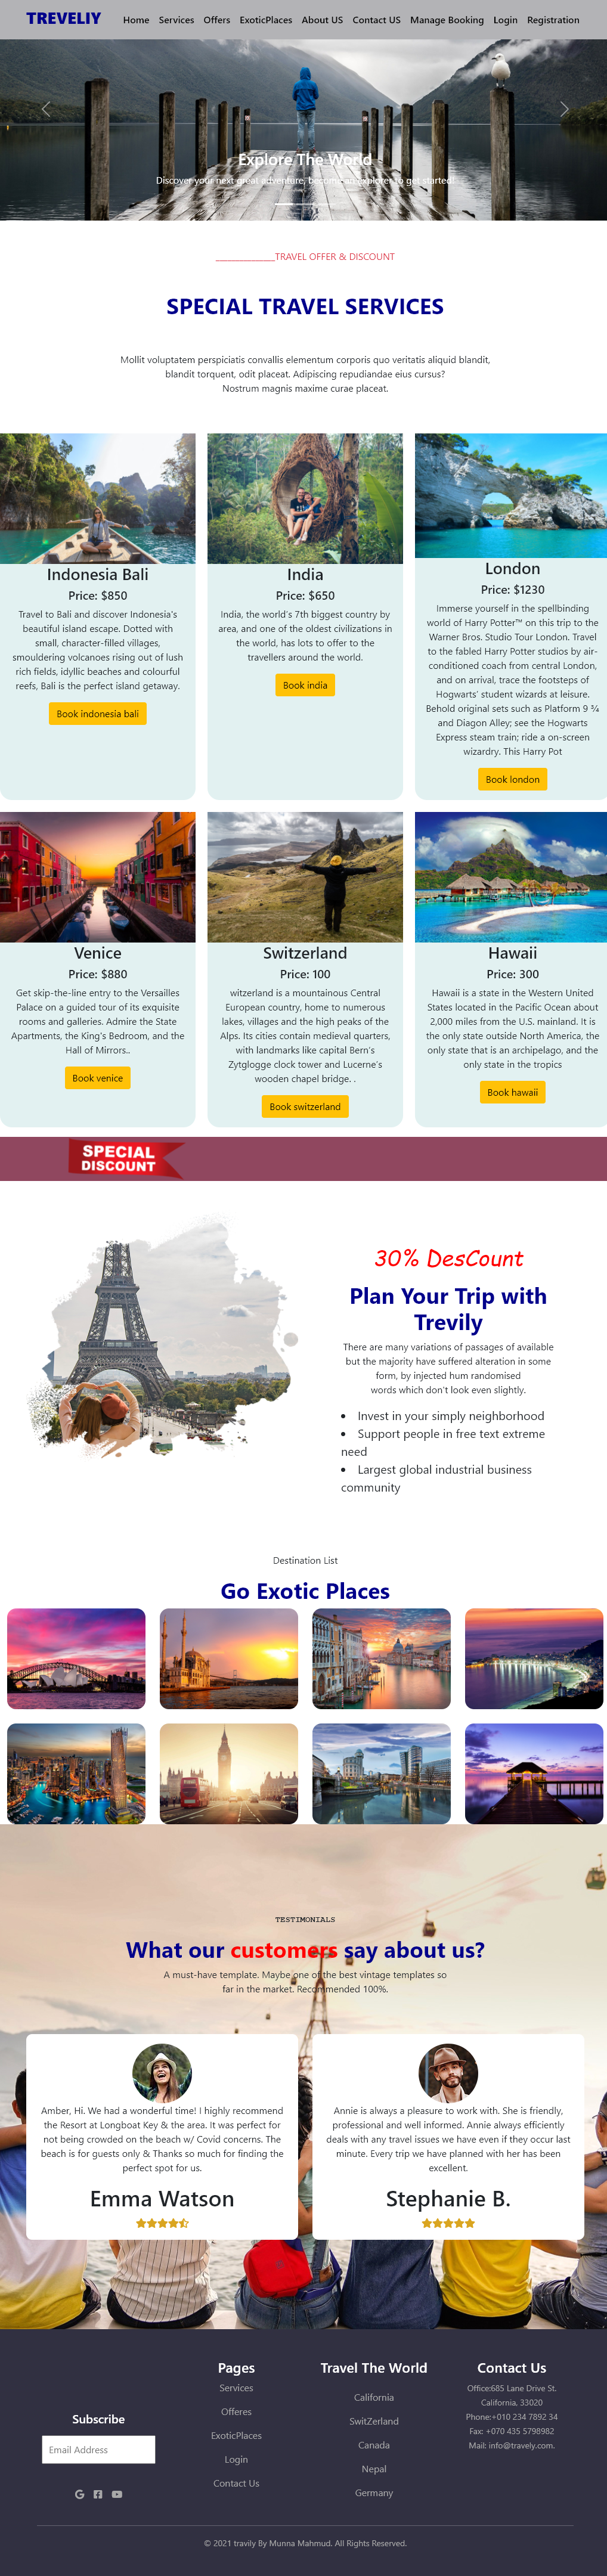 TREVELIY
Home Services Offers ExoticPlaces About US Contact US Manage Booking Login Registration
Explore The World
Discover your next great adventure, become an explorer to get started!
____________TRAVEL OFFER & DISCOUNT
SPECIAL TRAVEL SERVICES
Mollit voluptatem perspiciatis convallis elementum corporis quo veritatis aliquid blandit,
blandit torquent, odit placeat. Adipiscing repudiandae eius cursus?
Nostrum magnis maxime curae placeat.
Indonesia Bali
Price: $850
Travel to Bali and discover Indonesia's
beautiful island escape. Dotted with
small, character-filled villages,
smouldering volcanoes rising out of lush
rich fields, idyllic beaches and colourful
reefs, Bali is the perfect island getaway.
Book indonesia bali
India
Price: $650
India, the world's 7th biggest country by
area, and one of the oldest civilizations in
the world, has lots to offer to the
travellers around the world.
Book india
London
Price: $1230
Immerse yourself in the spellbinding
world of Harry Potter™ on this trip to the
Warner Bros. Studio Tour London. Travel
to the fabled Harry Potter studios by air-
conditioned coach from central London,
and on arrival, trace the footsteps of
Hogwarts' student wizards at leisure.
Behold original sets such as Platform 9 ¾
and Diagon Alley; see the Hogwarts
Express steam train; ride a on-screen
wizardry. This Harry Pot
Book london
Venice
Price: $880
Get skip-the-line entry to the Versailles
Palace on a guided tour of its exquisite
rooms and galleries. Admire the State
Apartments, the King's Bedroom, and the
Hall of Mirrors..
Book venice
Switzerland
Price: 100
witzerland is a mountainous Central
European country, home to numerous
lakes, villages and the high peaks of the
Alps. Its cities contain medieval quarters,
with landmarks like capital Bern's
Zytglogge clock tower and Lucerne's
wooden chapel bridge. .
Book switzerland
Hawaii
Price: 300
Hawaii is a state in the Western United
States located in the Pacific Ocean about
2,000 miles from the U.S. mainland. It is
the only state outside North America, the
only state that is an archipelago, and the
only state in the tropics
Book hawaii
SPECIAL
DISCOUNT
30% DesCount
Plan Your Trip with
Trevily
There are many variations of passages of available
but the majority have suffered alteration in some
form, by injected hum randomised
words which don't look even slightly.
• Invest in your simply neighborhood
• Support people in free text extreme
need
• Largest global industrial business
community
Destination List
Go Exotic Places
TESTIMONIALS
What our customers say about us?
A must-have template. Maybe one of the best vintage templates so
far in the market. Recommended 100%.
Amber, Hi. We had a wonderful time! I highly recommend
the Resort at Longboat Key & the area. It was perfect for
not being crowded on the beach w/ Covid concerns. The
beach is for guests only & Thanks so much for finding the
perfect spot for us.
Emma Watson
Annie is always a pleasure to work with. She is friendly,
professional and well informed. Annie always efficiently
deals with any travel issues we have even if they occur last
minute. Every trip we have planned with her has been
excellent.
Stephanie B.
Subscribe
Email Address
Pages
Services
Offeres
ExoticPlaces
Login
Contact Us
Travel The World
California
SwitZerland
Canada
Nepal
Germany
Contact Us
Office:685 Lane Drive St.
California, 33020
Phone:+010 234 7892 34
Fax: +070 435 5798982
Mail: info@travely.com.
© 2021 travily By Munna Mahmud. All Rights Reserved.